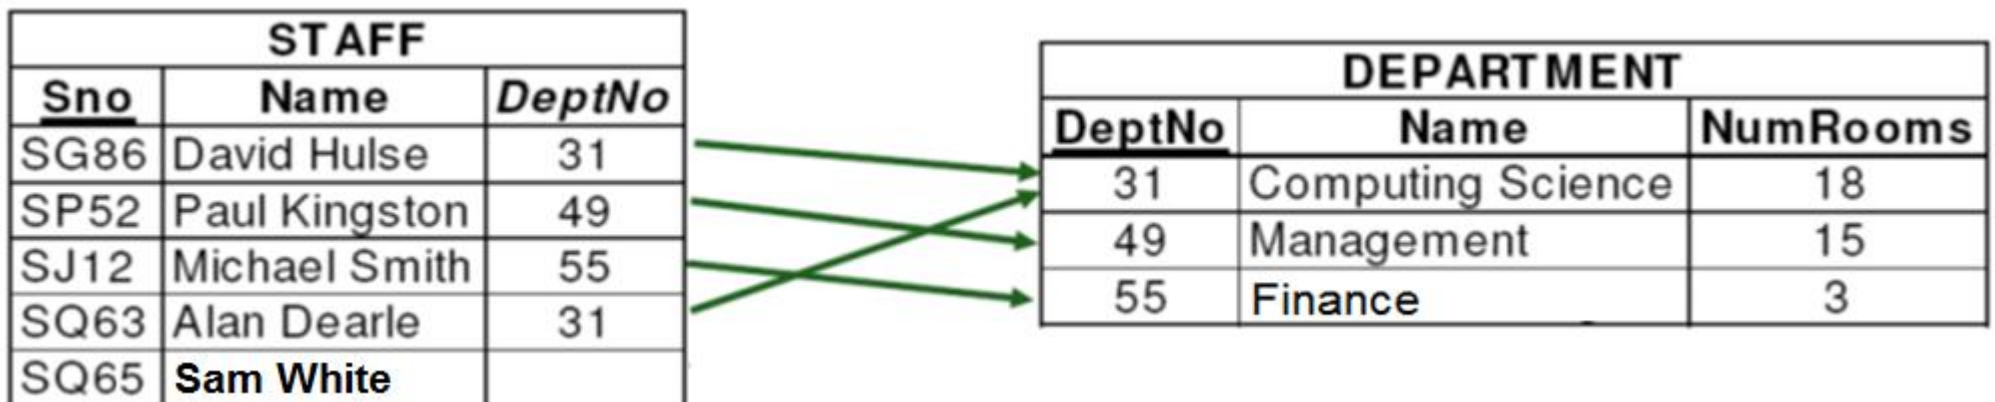 STAFF
Sno Name DeptNo
SG86 David Hulse 31
SP52 Paul Kingston 49
SJ12 Michael Smith 55
SQ63 Alan Dearle 31
SQ65 Sam White
DEPARTMENT
DeptNo Name NumRooms
31 Computing Science 18
49 Management 15
55 Finance 3